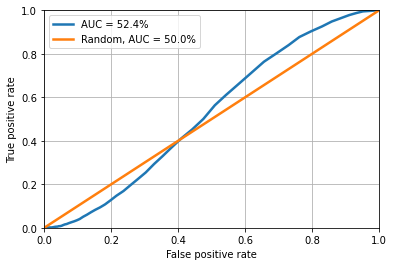 AUC = 52.4%
Random, AUC = 50.0%
1.0
0.8
0.6
0.4
0.2
0.0
0.0 0.2 0.4 0.6 0.8 1.0
True positive rate
False positive rate